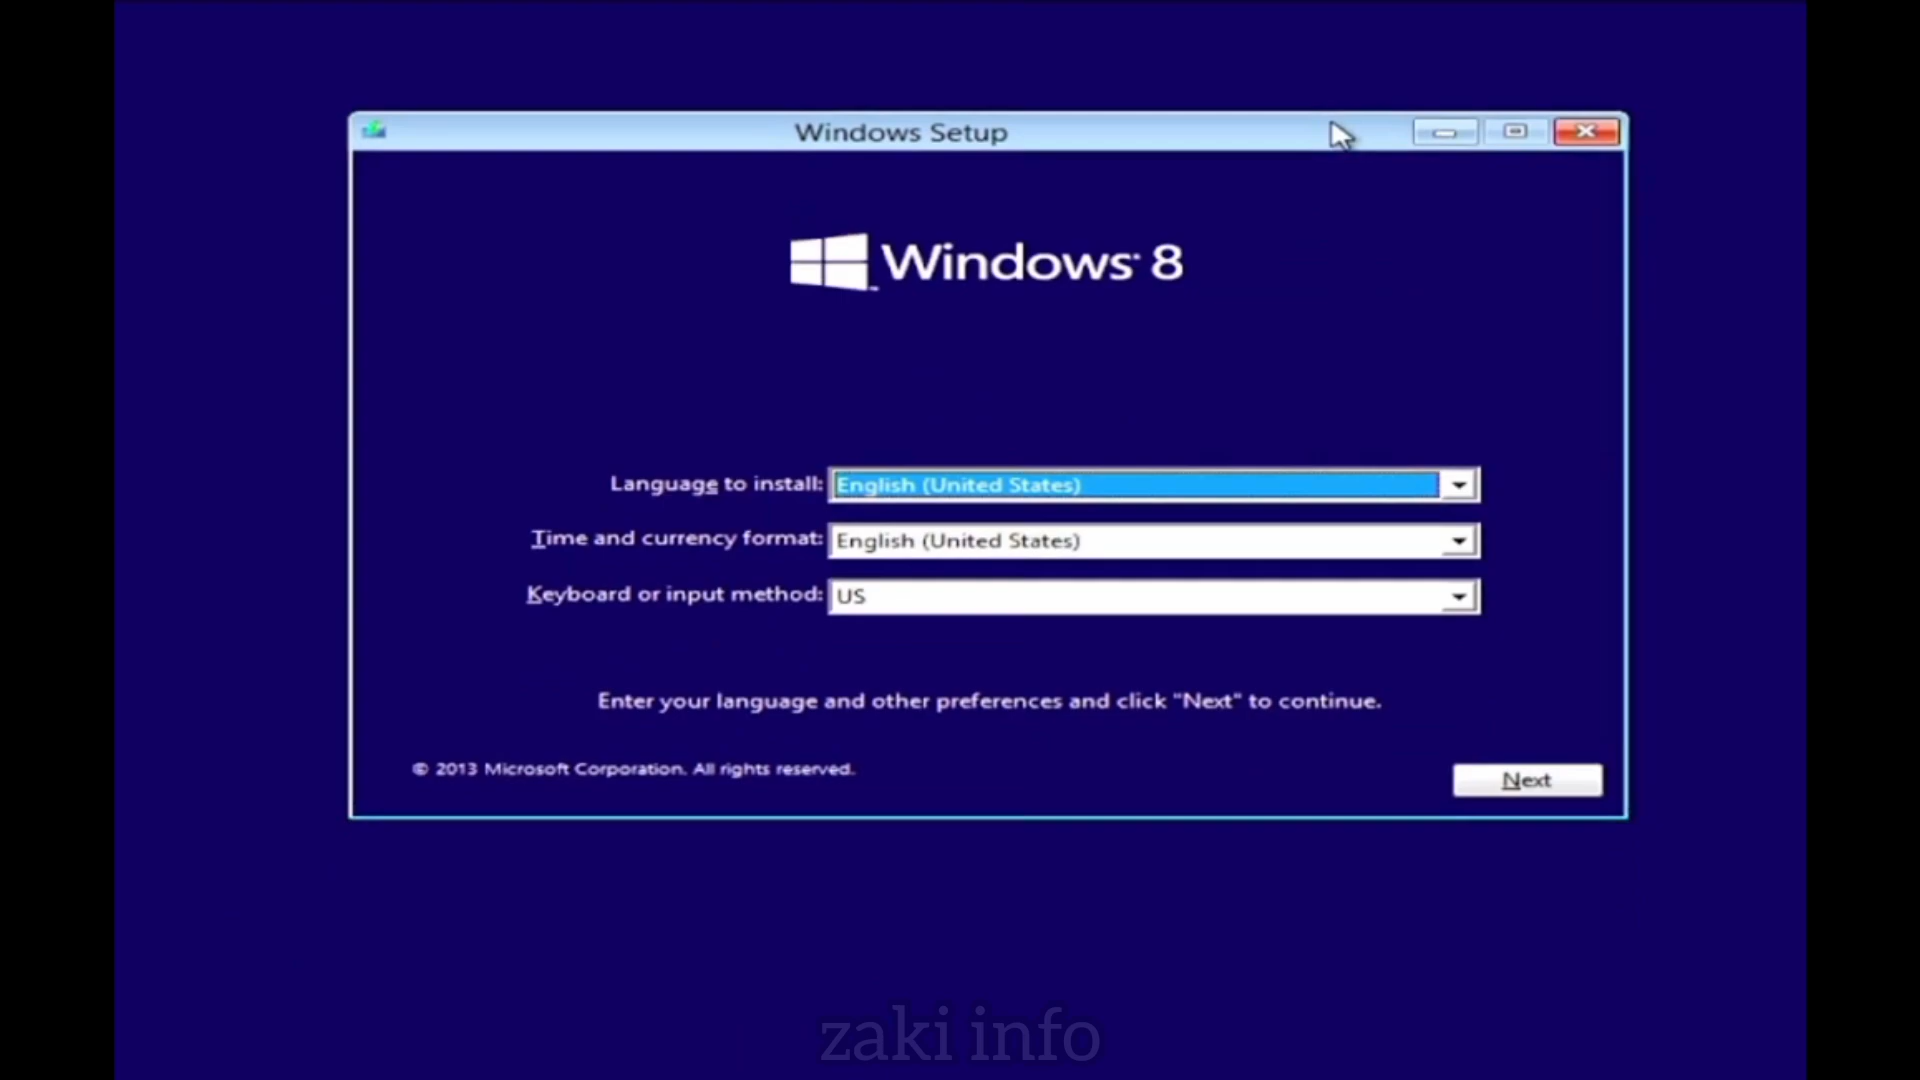 Windows Setup
Windows 8
Language to install: English (United States)
Time and currency format: English (United States)
Keyboard or input method: US
Enter your language and other preferences and click "Next" to continue.
© 2013 Microsoft Corporation. All rights reserved.
Next
zaki info